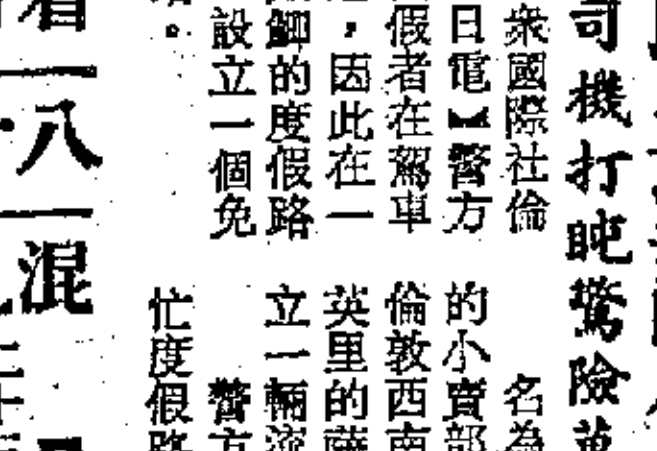 司機打盹驚險
衆國際社倫
日電】警方
假者在駕車
，因此在一
的度假路
設立一個免
名為
的小賣部
倫敦西南
英里的
立一輛
警方
忙度假路
八
混
二十